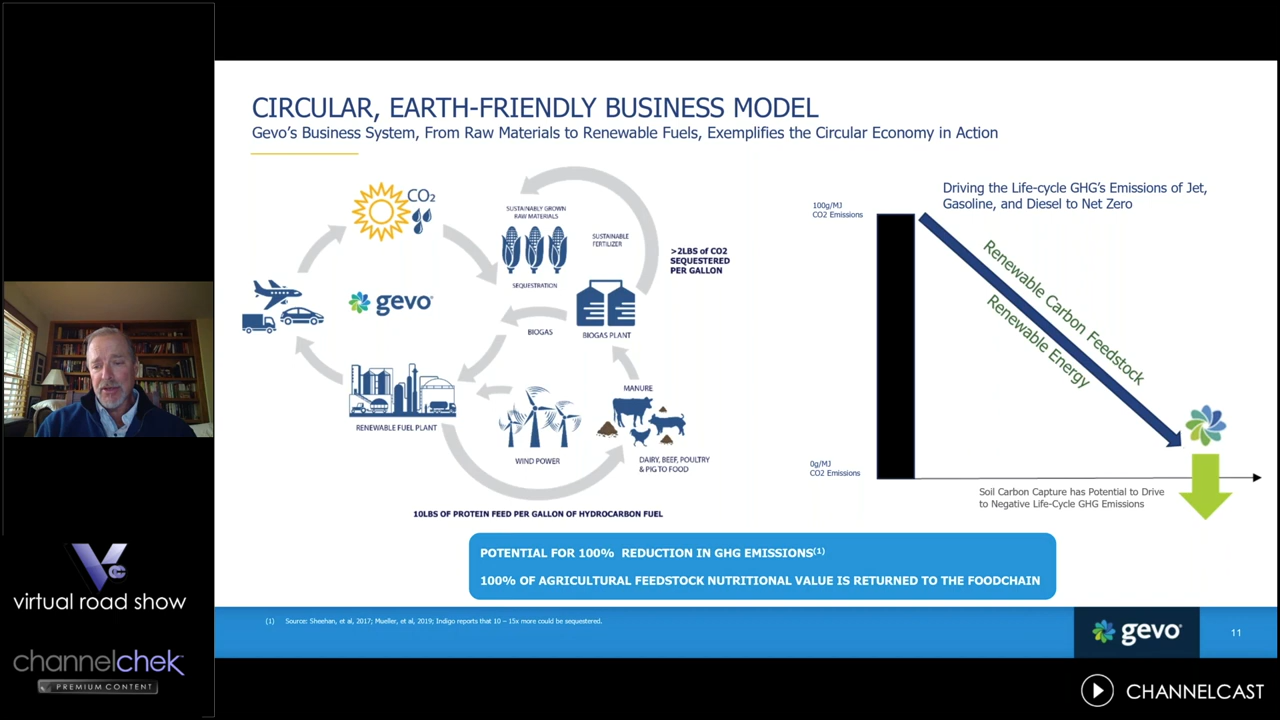 CIRCULAR, EARTH-FRIENDLY BUSINESS MODEL
Gevo's Business System, From Raw Materials to Renewable Fuels, Exemplifies the Circular Economy in Action
CO2
SUSTAINABLY GROWN
RAW MATERIALS
SUSTAINABLE
FERTILIZER
>2LBS of CO2
SEQUESTERED
PER GALLON
SEQUESTRATION
gevo
BIOGAS
BIOGAS PLANT
MANURE
RENEWABLE FUEL PLANT
WIND POWER
DAIRY, BEEF, POULTRY
& PIG TO FOOD
10LBS OF PROTEIN FEED PER GALLON OF HYDROCARBON FUEL
Driving the Life-cycle GHG's Emissions of Jet,
Gasoline, and Diesel to Net Zero
100g/MJ
CO2 Emissions
Renewable Carbon Feedstock
Renewable Energy
0g/MJ
CO2 Emissions
Soil Carbon Capture has Potential to Drive
to Negative Life-Cycle GHG Emissions
POTENTIAL FOR 100% REDUCTION IN GHG EMISSIONS(1)
100% OF AGRICULTURAL FEEDSTOCK NUTRITIONAL VALUE IS RETURNED TO THE FOODCHAIN
(1) Source: Sheehan, et al, 2017; Mueller, et al, 2019; Indigo reports that 10 – 15x more could be sequestered.
gevo
11
Vc
virtual road show
channelchek
PREMIUM CONTENT
CHANNELCAST